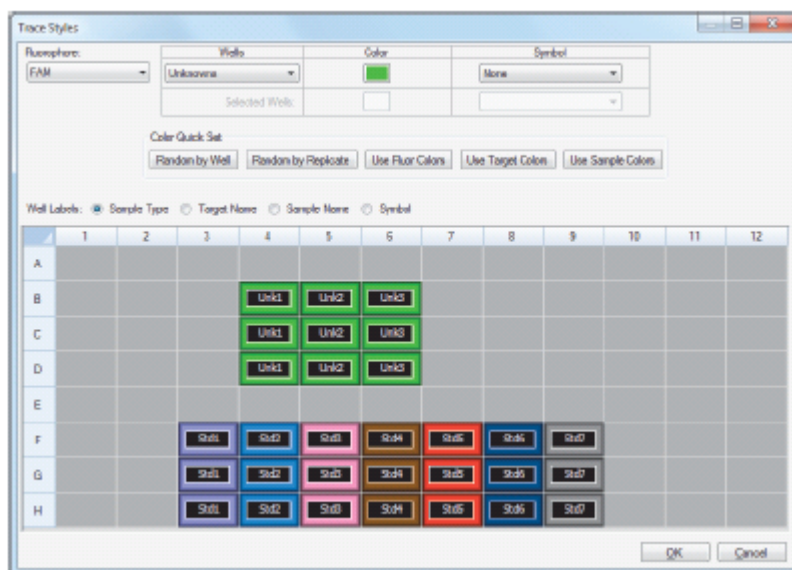 Trace Styles
Fluorophore: Wells Color Symbol
FAM Unknowns None
Selected Wells:
Color Quick Set
Random by Well Random by Replicate Use Fluor Colors Use Target Colors Use Sample Colors
Well Labels: Sample Type Target Name Sample Name Symbol
1 2 3 4 5 6 7 8 9 10 11 12
A
B Unk1 Unk2 Unk3
C Unk1 Unk2 Unk3
D Unk1 Unk2 Unk3
E
F Std1 Std2 Std3 Std4 Std5 Std6 Std7
G Std1 Std2 Std3 Std4 Std5 Std6 Std7
H Std1 Std2 Std3 Std4 Std5 Std6 Std7
OK Cancel